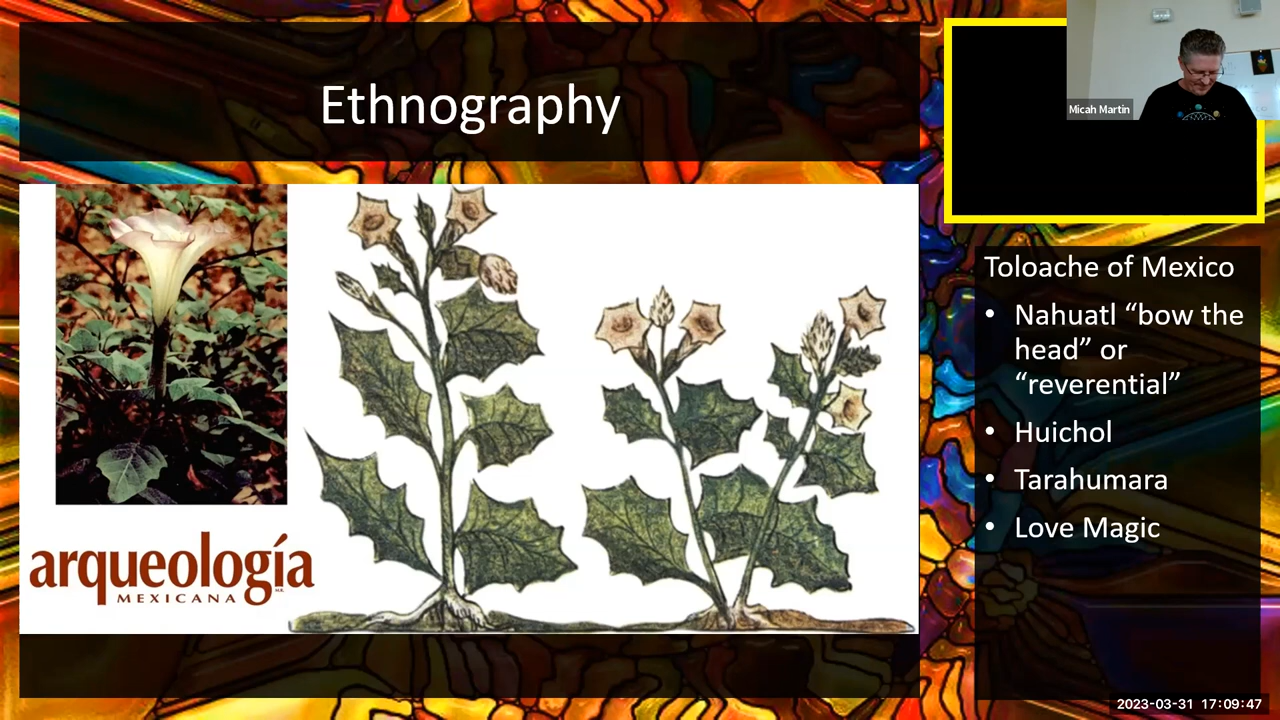 Ethnography
Micah Martin
arqueología
MEXICANA
Toloache of Mexico
• Nahuatl “bow the
head” or
“reverential”
• Huichol
• Tarahumara
• Love Magic
2023-03-31 17:09:47